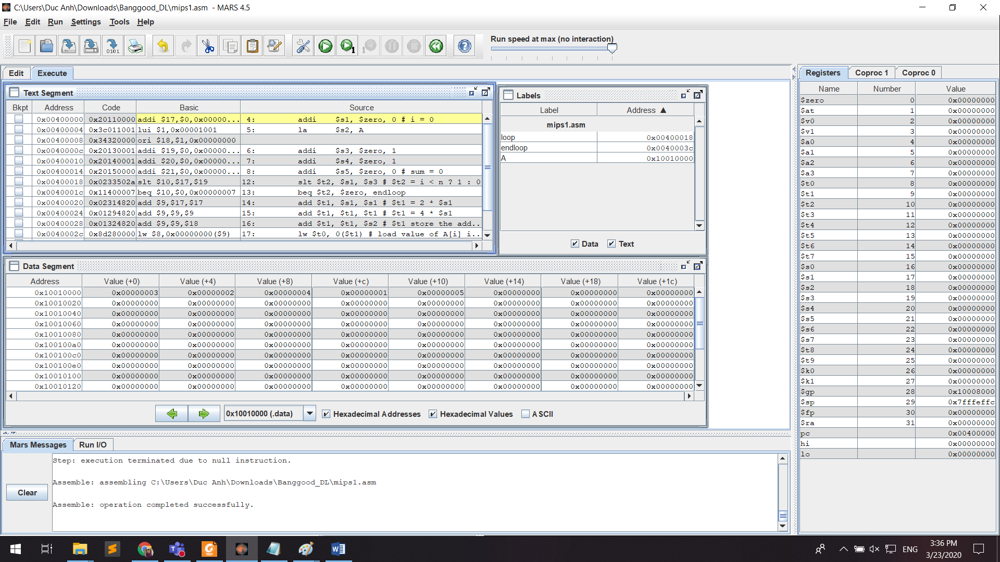 C:\Users\Duc Anh\Downloads\Banggood_DL\mips1.asm - MARS 4.5
File Edit Run Settings Tools Help
Run speed at max (no interaction)
Edit Execute
Text Segment
Bkpt Address Code Basic Source
0x00400000 0x20110000 addi $17,$0,0x00000... 4: addi $s1, $zero, 0 # i = 0
0x00400004 0x3c011001 lui $1,0x00001001 5: la $s2, A
0x00400008 0x34320000 ori $18,$1,0x00000000
0x0040000c 0x20130001 addi $19,$0,0x00000... 6: addi $s3, $zero, 1
0x00400010 0x20140001 addi $20,$0,0x00000... 7: addi $s4, $zero, 1
0x00400014 0x20150000 addi $21,$0,0x00000... 8: addi $s5, $zero, 0 # sum = 0
0x00400018 0x0233502a slt $10,$17,$19 12: slt $t2, $s1, $s3 # $t2 = i < n ? 1 : 0
0x0040001c 0x11400007 beq $10,$0,0x00000007 13: beq $t2, $zero, endloop
0x00400020 0x02314820 add $9,$17,$17 14: add $t1, $s1, $s1 # $t1 = 2 * $s1
0x00400024 0x01294820 add $9,$9,$9 15: add $t1, $t1, $t1 # $t1 = 4 * $s1
0x00400028 0x01324820 add $9,$9,$18 16: add $t1, $t1, $s2 # $t1 store the add..
0x0040002c 0x8d280000 lw $8,0x00000000($9) 17: lw $t0, 0($t1) # load value of A[i] i..
Labels
Label Address ▲
mips1.asm
loop 0x00400018
endloop 0x0040003c
A 0x10010000
Data Text
Data Segment
Address Value (+0) Value (+4) Value (+8) Value (+c) Value (+10) Value (+14) Value (+18) Value (+1c)
0x10010000 0x00000003 0x00000002 0x00000004 0x00000001 0x00000005 0x00000000 0x00000000 0x00000000
0x10010020 0x00000000 0x00000000 0x00000000 0x00000000 0x00000000 0x00000000 0x00000000 0x00000000
0x10010040 0x00000000 0x00000000 0x00000000 0x00000000 0x00000000 0x00000000 0x00000000 0x00000000
0x10010060 0x00000000 0x00000000 0x00000000 0x00000000 0x00000000 0x00000000 0x00000000 0x00000000
0x10010080 0x00000000 0x00000000 0x00000000 0x00000000 0x00000000 0x00000000 0x00000000 0x00000000
0x100100a0 0x00000000 0x00000000 0x00000000 0x00000000 0x00000000 0x00000000 0x00000000 0x00000000
0x100100c0 0x00000000 0x00000000 0x00000000 0x00000000 0x00000000 0x00000000 0x00000000 0x00000000
0x100100e0 0x00000000 0x00000000 0x00000000 0x00000000 0x00000000 0x00000000 0x00000000 0x00000000
0x10010100 0x00000000 0x00000000 0x00000000 0x00000000 0x00000000 0x00000000 0x00000000 0x00000000
0x10010120 0x00000000 0x00000000 0x00000000 0x00000000 0x00000000 0x00000000 0x00000000 0x00000000
0x10010000 (.data) Hexadecimal Addresses Hexadecimal Values ASCII
Mars Messages Run I/O
Clear
Step: execution terminated due to null instruction.
Assemble: assembling C:\Users\Duc Anh\Downloads\Banggood_DL\mips1.asm
Assemble: operation completed successfully.
Registers Coproc 1 Coproc 0
Name Number Value
$zero 0 0x00000000
$at 1 0x00000000
$v0 2 0x00000000
$v1 3 0x00000000
$a0 4 0x00000000
$a1 5 0x00000000
$a2 6 0x00000000
$a3 7 0x00000000
$t0 8 0x00000000
$t1 9 0x00000000
$t2 10 0x00000000
$t3 11 0x00000000
$t4 12 0x00000000
$t5 13 0x00000000
$t6 14 0x00000000
$t7 15 0x00000000
$s0 16 0x00000000
$s1 17 0x00000000
$s2 18 0x00000000
$s3 19 0x00000000
$s4 20 0x00000000
$s5 21 0x00000000
$s6 22 0x00000000
$s7 23 0x00000000
$t8 24 0x00000000
$t9 25 0x00000000
$k0 26 0x00000000
$k1 27 0x00000000
$gp 28 0x10008000
$sp 29 0x7fffeffc
$fp 30 0x00000000
$ra 31 0x00000000
pc 0x00400000
hi 0x00000000
lo 0x00000000
ENG
3:36 PM
3/23/2020